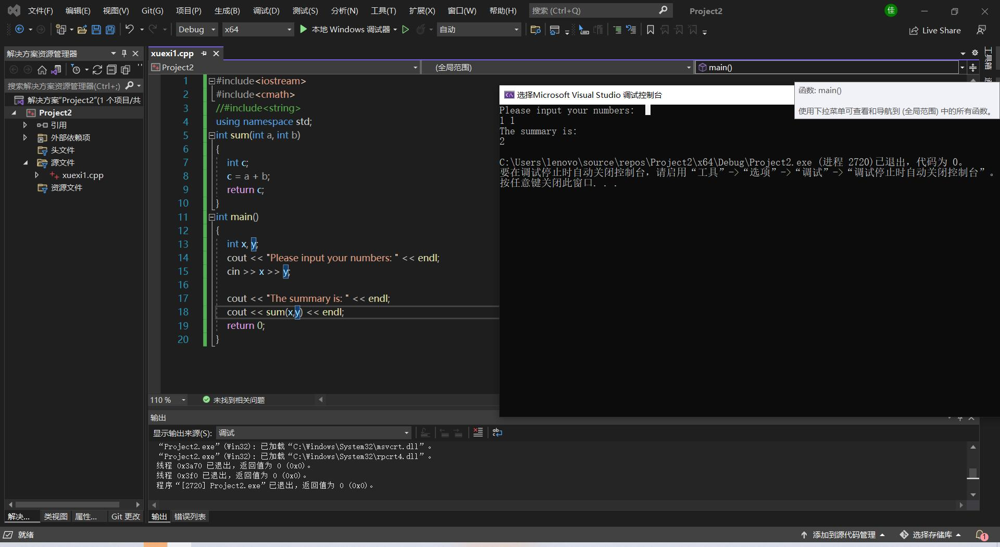 文件(F) 编辑(E) 视图(V) Git(G) 项目(P) 生成(B) 调试(D) 测试(S) 分析(N) 工具(T) 扩展(X) 窗口(W) 帮助(H) 搜索 (Ctrl+Q) Project2 佳
Debug x64 本地 Windows 调试器 自动 Live Share
解决方案资源管理器
搜索解决方案资源管理器(Ctrl+;)
解决方案"Project2"(1 个项目/共
Project2
引用
外部依赖项
头文件
源文件
xuexi1.cpp
资源文件
解决... 类视图 属性... Git 更改
xuexi1.cpp
Project2 (全局范围) main()
1 #include<iostream>
2 #include<cmath>
3 //#include<string>
4 using namespace std;
5 int sum(int a, int b)
6 {
7 int c;
8 c = a + b;
9 return c;
10 }
11 int main()
12 {
13 int x, y;
14 cout << "Please input your numbers: " << endl;
15 cin >> x >> y;
16
17 cout << "The summary is: " << endl;
18 cout << sum(x,y) << endl;
19 return 0;
20 }
110 % 未找到相关问题
选择Microsoft Visual Studio 调试控制台
Please input your numbers:
1 1
The summary is:
2
C:\Users\lenovo\source\repos\Project2\x64\Debug\Project2.exe (进程 2720)已退出，代码为 0。
要在调试停止时自动关闭控制台，请启用“工具”->“选项”->“调试”->“调试停止时自动关闭控制台”。
按任意键关闭此窗口. . .
函数: main()
使用下拉菜单可查看和导航到 (全局范围) 中的所有函数。
工具箱
输出
显示输出来源(S): 调试
“Project2.exe”(Win32): 已加载“C:\Windows\System32\msvcrt.dll”。
“Project2.exe”(Win32): 已加载“C:\Windows\System32\rpcrt4.dll”。
线程 0x3a70 已退出，返回值为 0 (0x0)。
线程 0x3f0 已退出，返回值为 0 (0x0)。
程序“[2720] Project2.exe”已退出，返回值为 0 (0x0)。
输出 错误列表
就绪 添加到源代码管理 选择存储库 1